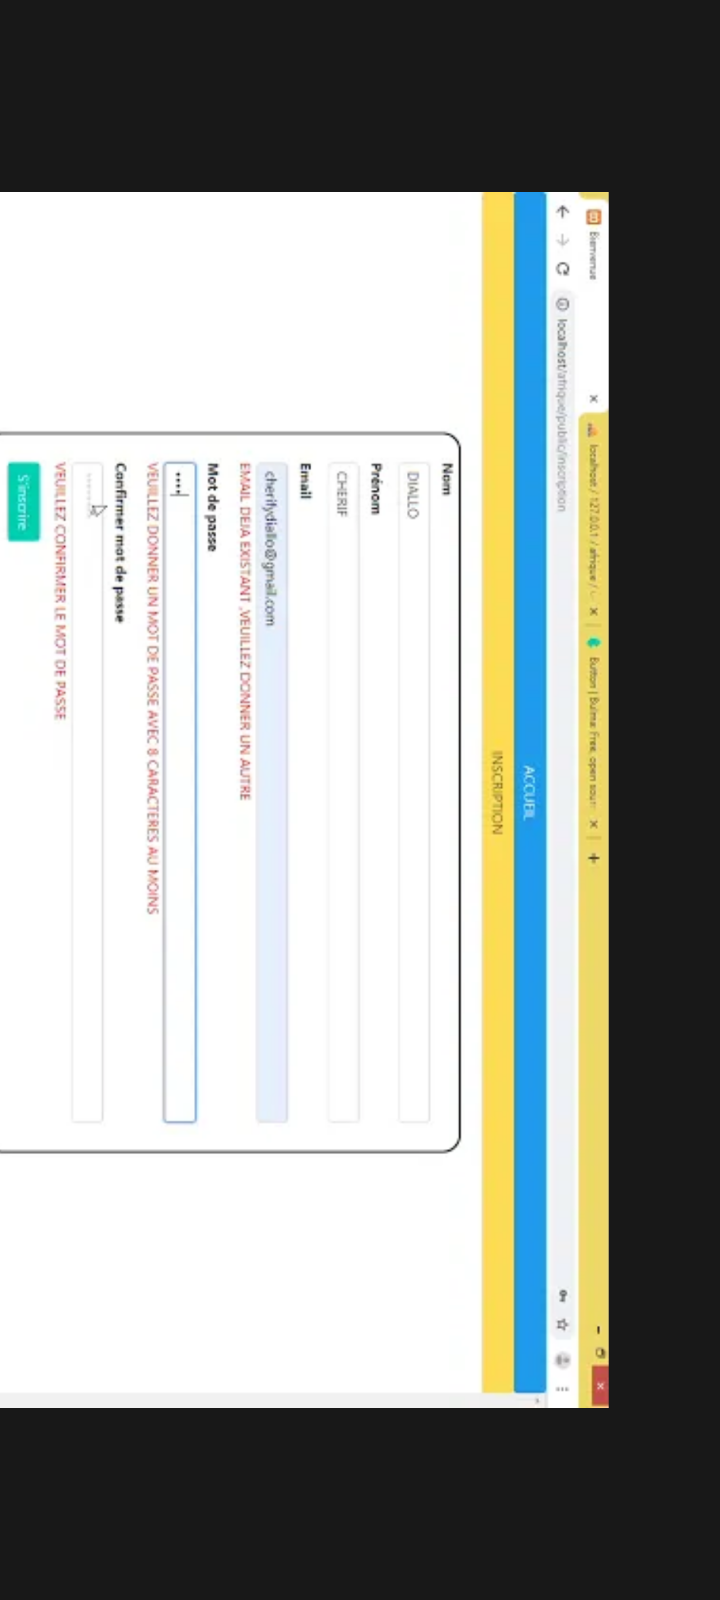 Bienvenue
localhost / 127.0.0.1 / afrique /
Button | Bulma: Free, open sour
localhost/afrique/public/inscription
ACCUEIL
INSCRIPTION
Nom
DIALLO
Prénom
CHERIF
Email
cherifydiallo@gmail.com
EMAIL DEJA EXISTANT ,VEUILLEZ DONNER UN AUTRE
Mot de passe
••••
VEUILLEZ DONNER UN MOT DE PASSE AVEC 8 CARACTERES AU MOINS
Confirmer mot de passe
VEUILLEZ CONFIRMER LE MOT DE PASSE
S'inscrire